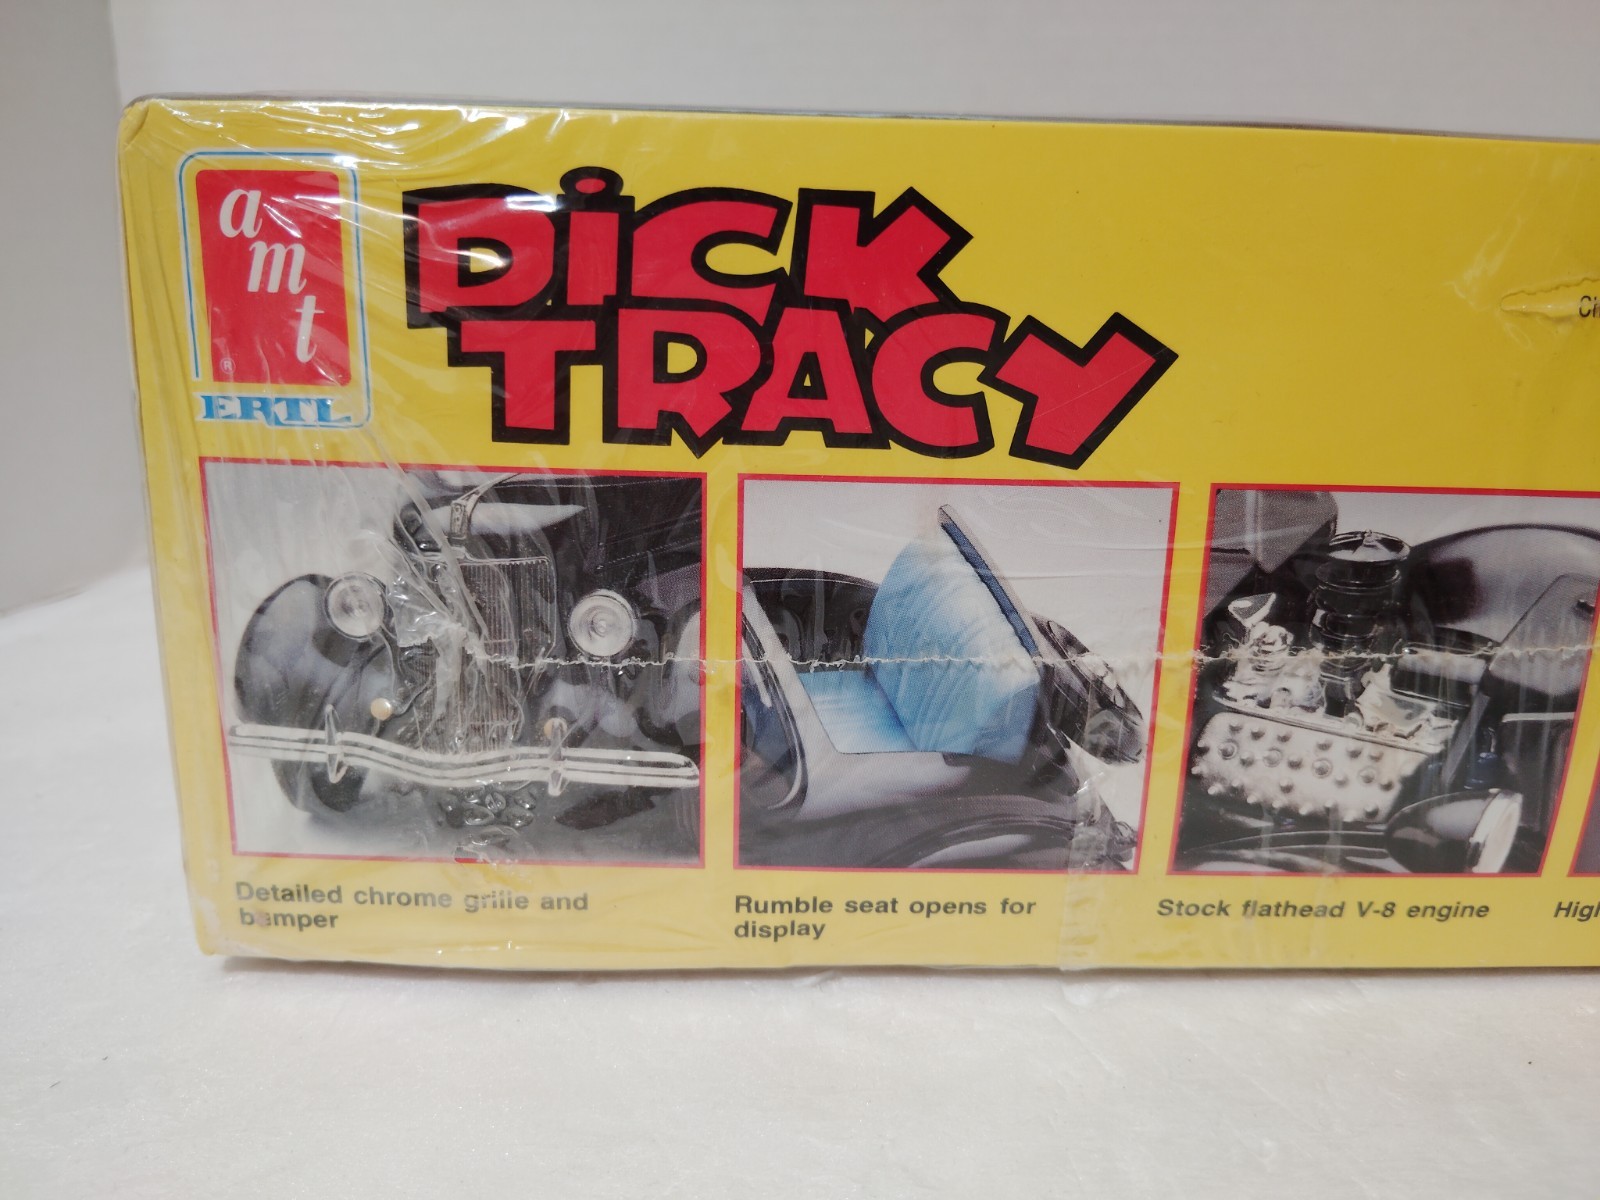 amt
®
ERTL
DiCK
TRACY
Detailed chrome grille and
bumper
Rumble seat opens for
display
Stock flathead V-8 engine